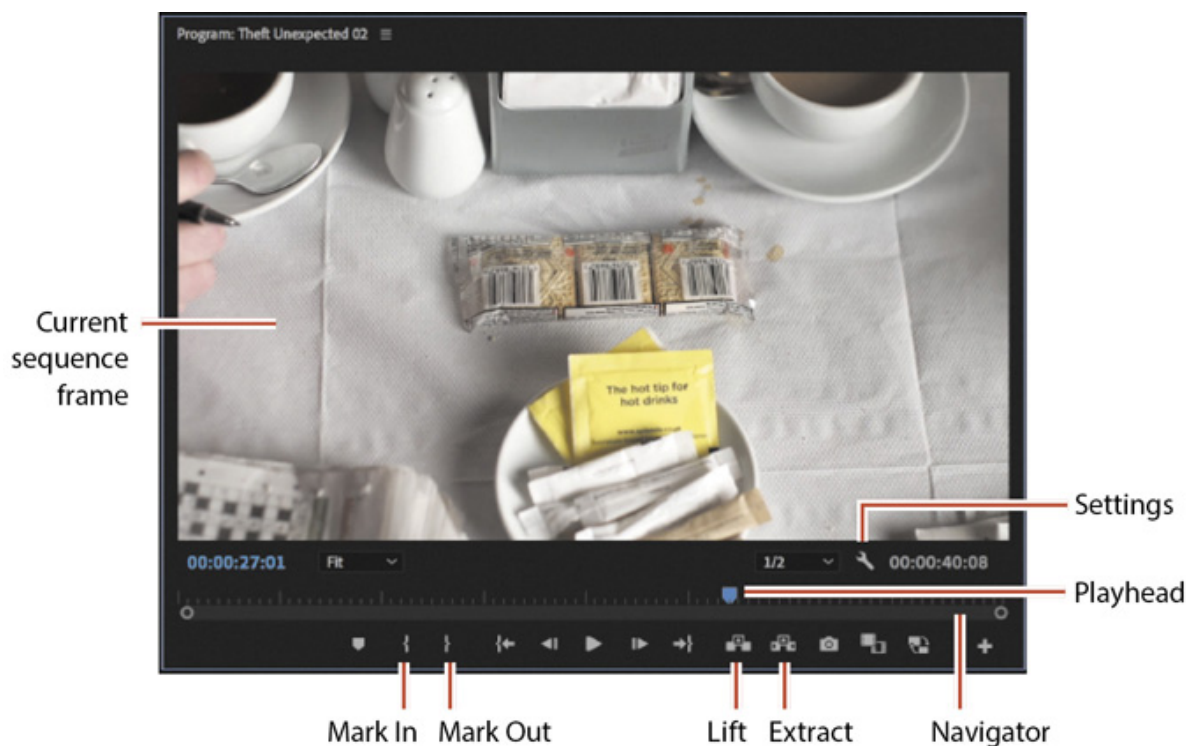 Program: Theft Unexpected 02
The hot tip for
hot drinks
Current
sequence
frame
Settings
00:00:27:01 Fit 1/2 00:00:40:08
Playhead
Mark In Mark Out Lift Extract Navigator